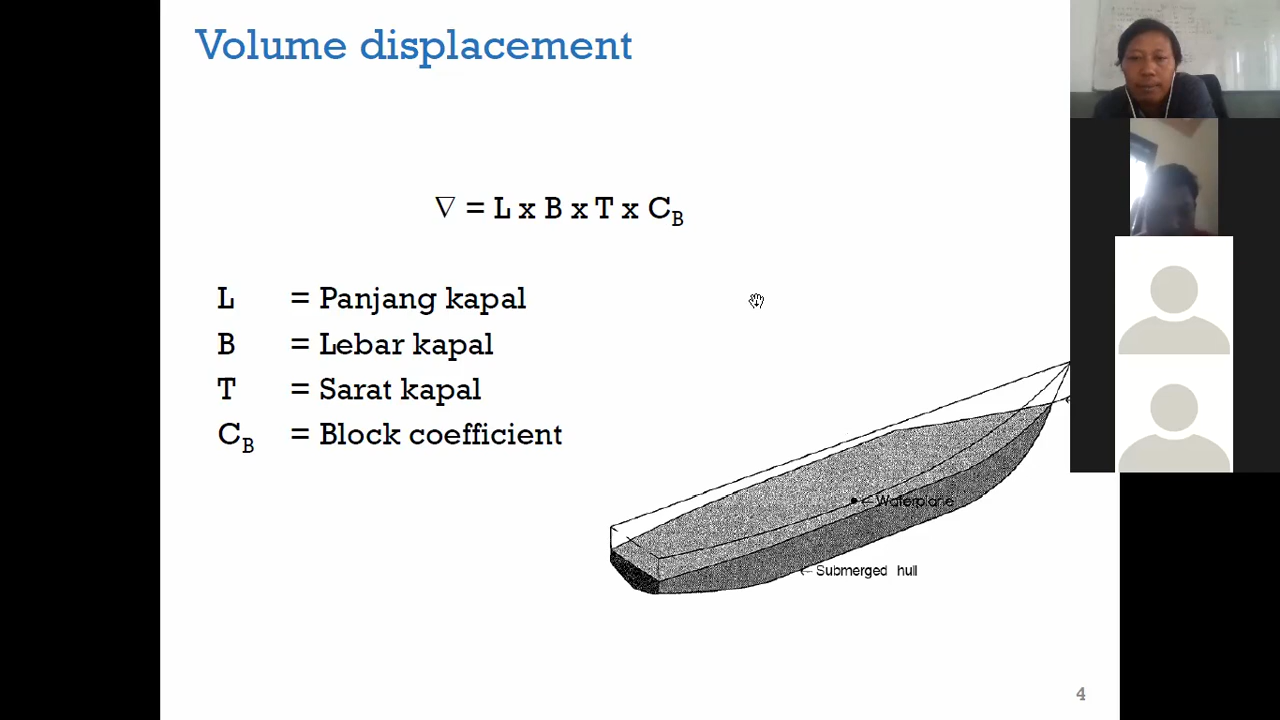 Volume displacement
∇ = L x B x T x C_B
L = Panjang kapal
B = Lebar kapal
T = Sarat kapal
C_B = Block coefficient
Waterplane
Submerged hull
4